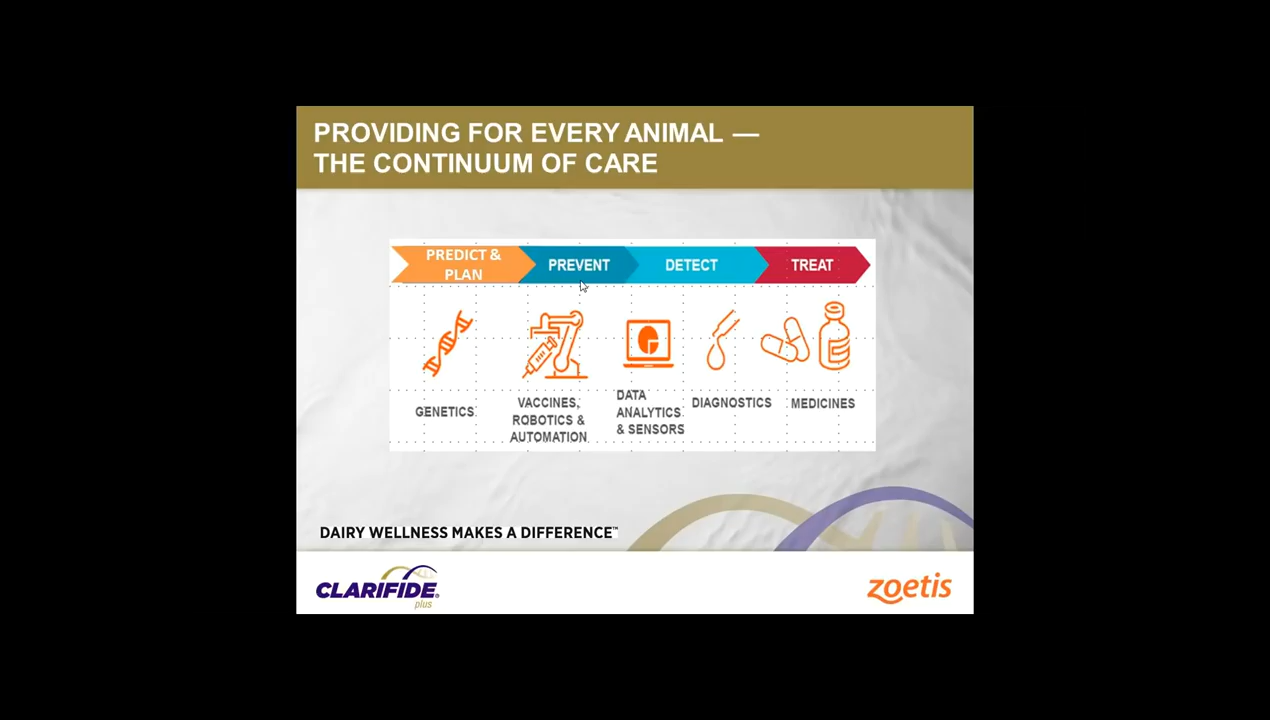 PROVIDING FOR EVERY ANIMAL —
THE CONTINUUM OF CARE
PREDICT &
PLAN
PREVENT
DETECT
TREAT
GENETICS
VACCINES,
ROBOTICS &
AUTOMATION
DATA
ANALYTICS
& SENSORS
DIAGNOSTICS
MEDICINES
DAIRY WELLNESS MAKES A DIFFERENCE™
CLARIFIDE®
plus
zoetis